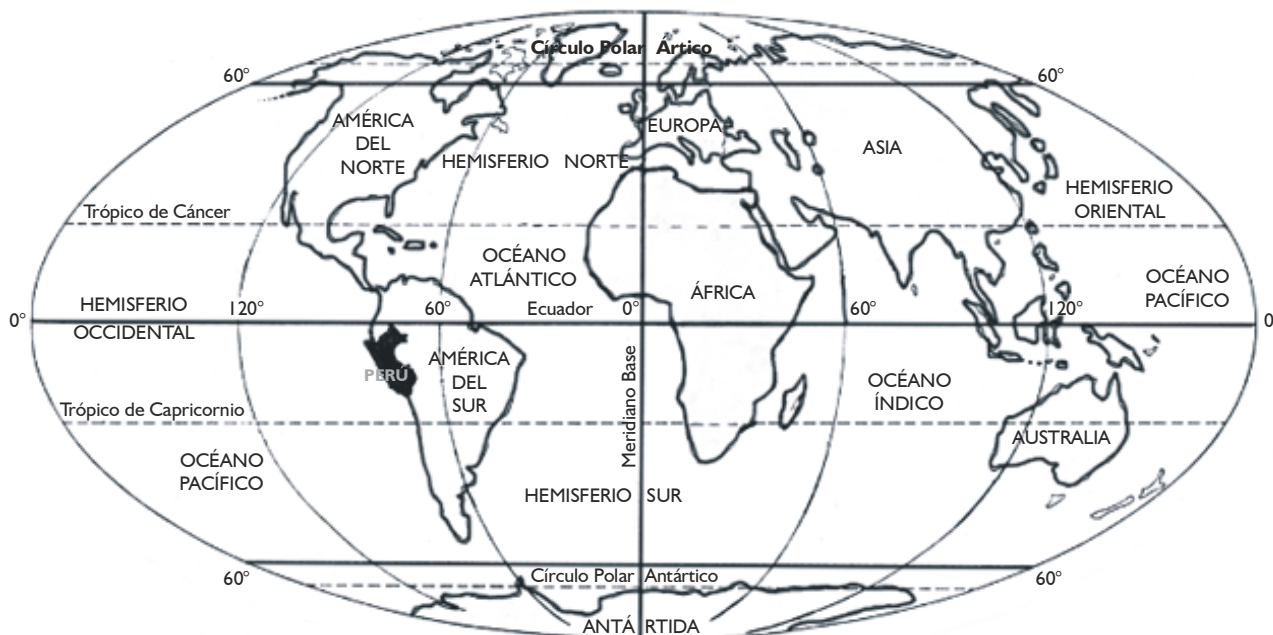 Círculo Polar Ártico
60° 60°
AMÉRICA
DEL
NORTE
EUROPA
ASIA
HEMISFERIO NORTE
HEMISFERIO
ORIENTAL
Trópico de Cáncer
OCÉANO
ATLÁNTICO
ÁFRICA
OCÉANO
PACÍFICO
HEMISFERIO
OCCIDENTAL
0° 120° 60° Ecuador 0° 60° 120° 0
PERÚ
AMÉRICA
DEL
SUR
Meridiano Base
OCÉANO
ÍNDICO
Trópico de Capricornio
AUSTRALIA
OCÉANO
PACÍFICO
HEMISFERIO SUR
60° 60°
Círculo Polar Antártico
ANTÁRTIDA